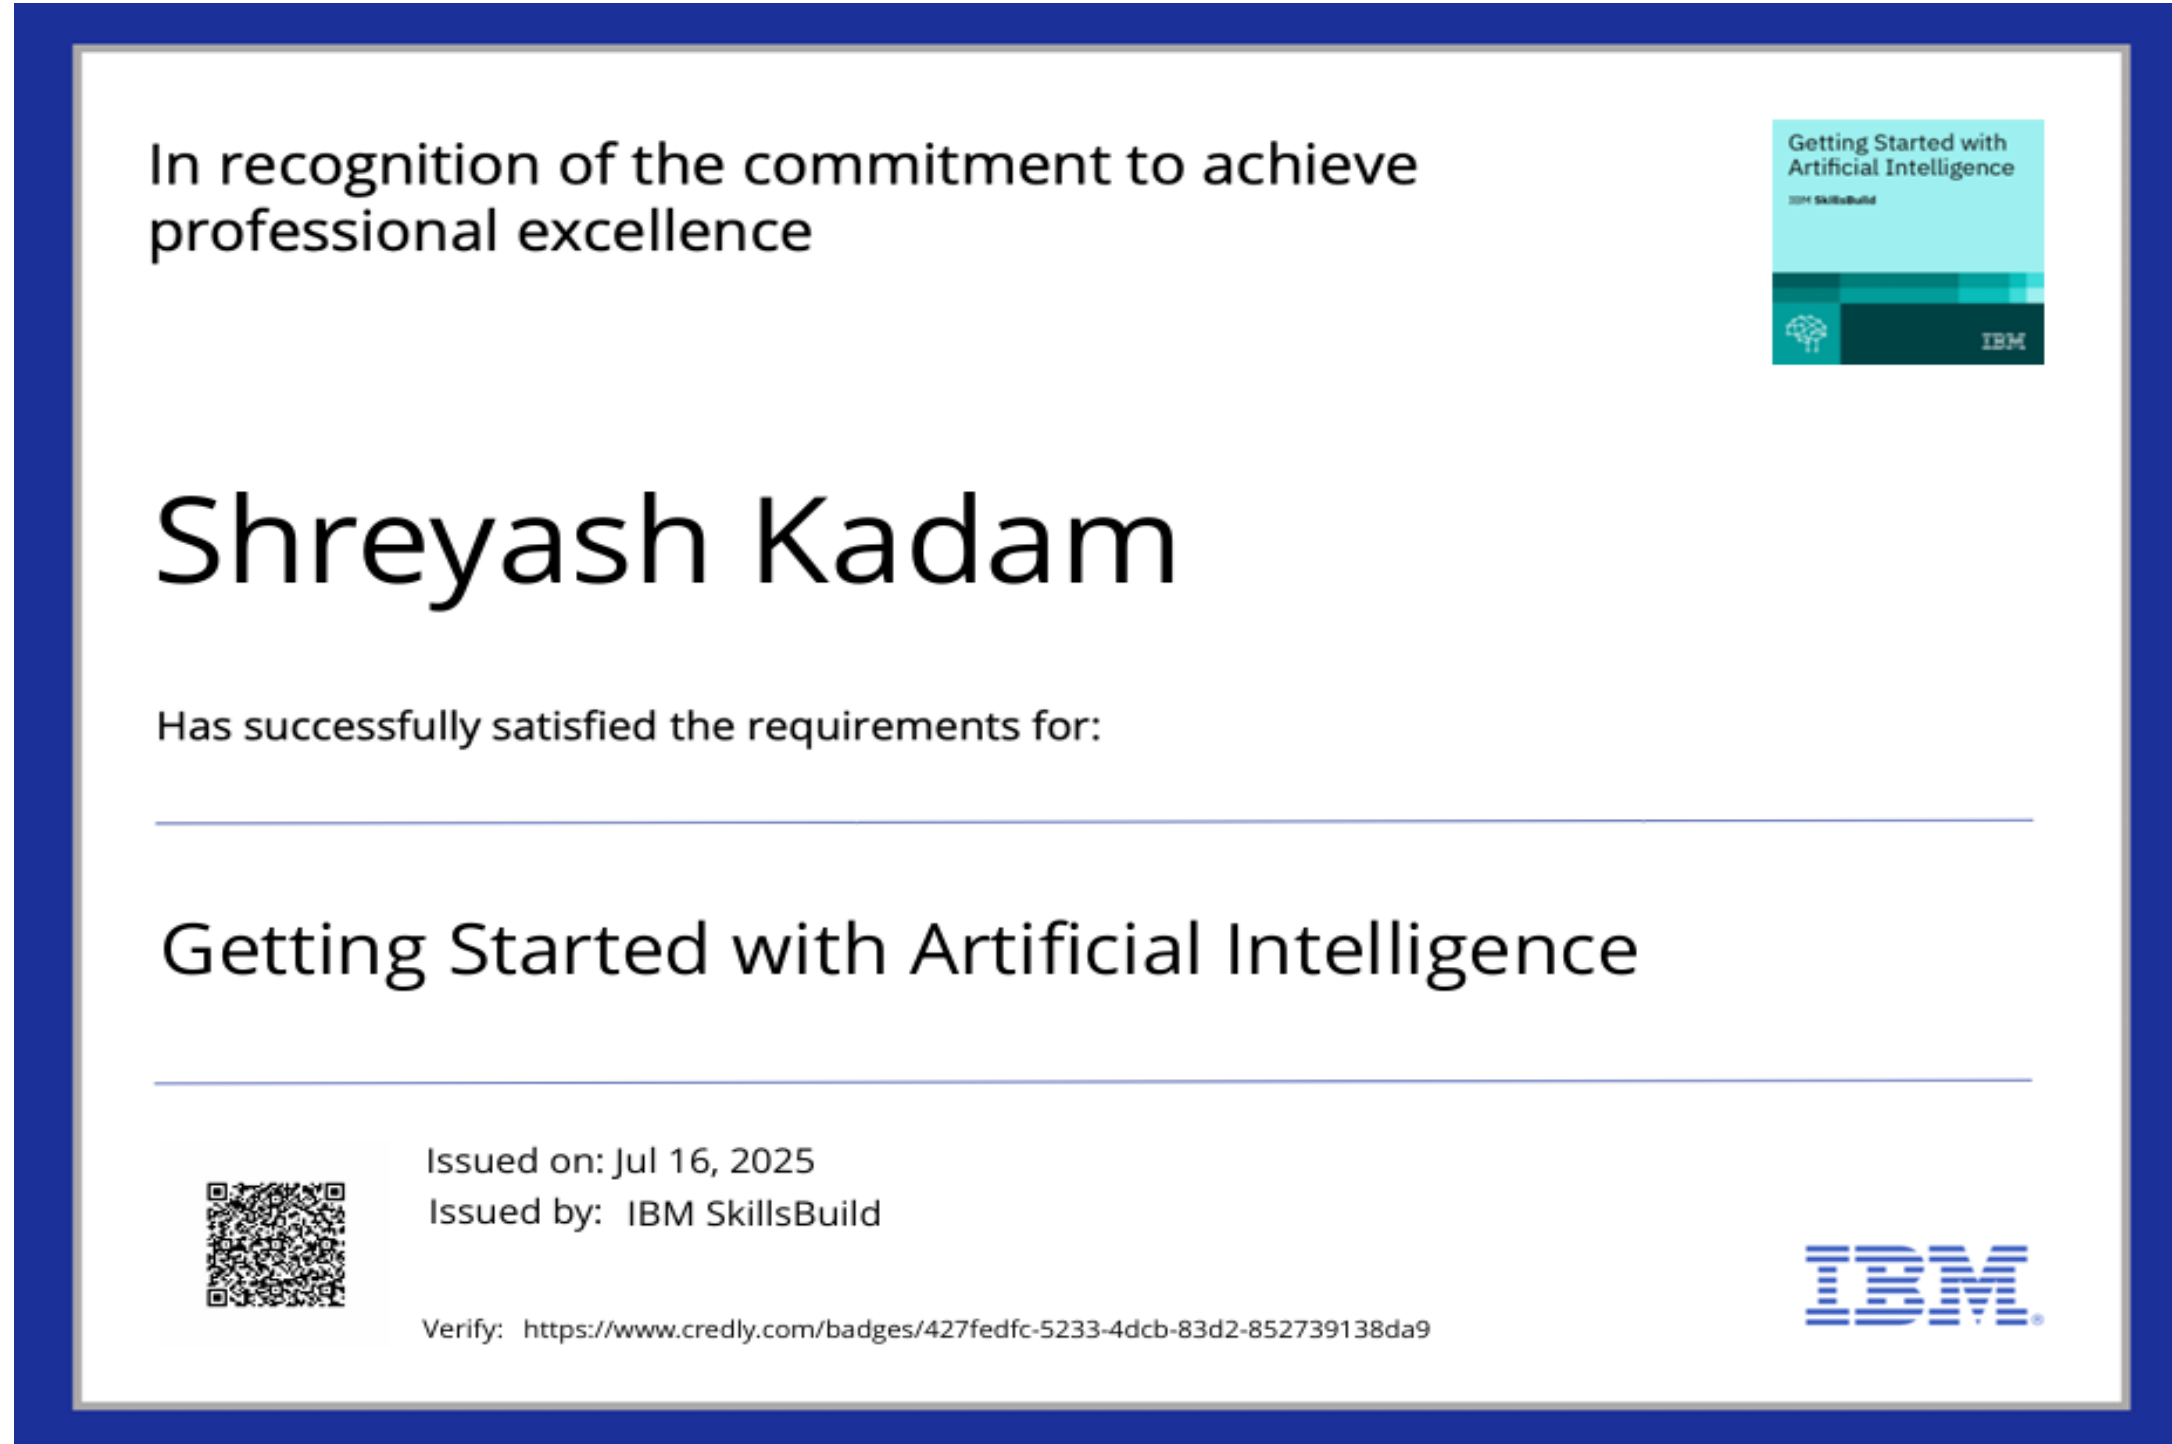 In recognition of the commitment to achieve
professional excellence
Getting Started with
Artificial Intelligence
IBM SkillsBuild
IBM
Shreyash Kadam
Has successfully satisfied the requirements for:
Getting Started with Artificial Intelligence
Issued on: Jul 16, 2025
Issued by: IBM SkillsBuild
Verify: https://www.credly.com/badges/427fedfc-5233-4dcb-83d2-852739138da9
IBM®